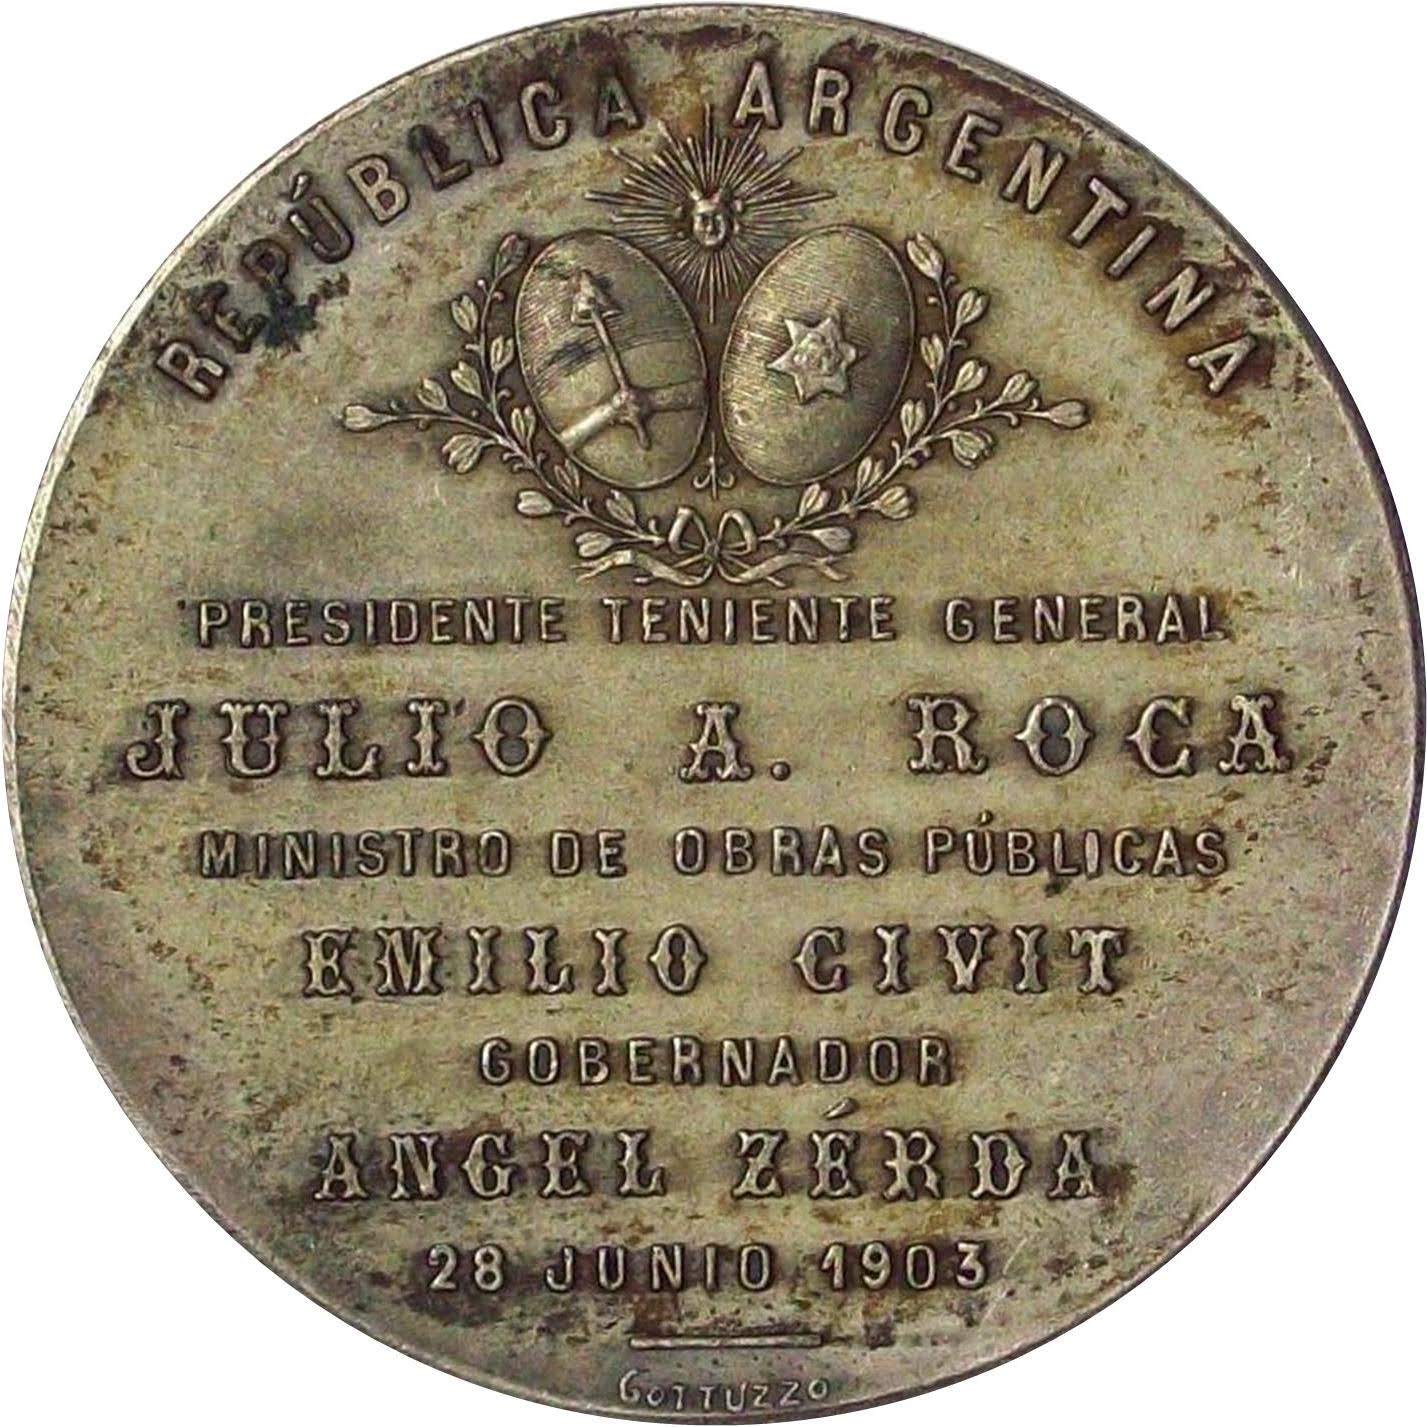 REPÚBLICA ARGENTINA
PRESIDENTE TENIENTE GENERAL
JULIO A. ROCA
MINISTRO DE OBRAS PÚBLICAS
EMILIO CIVIT
GOBERNADOR
ANGEL ZÉRDA
28 JUNIO 1903
GOTTUZZO